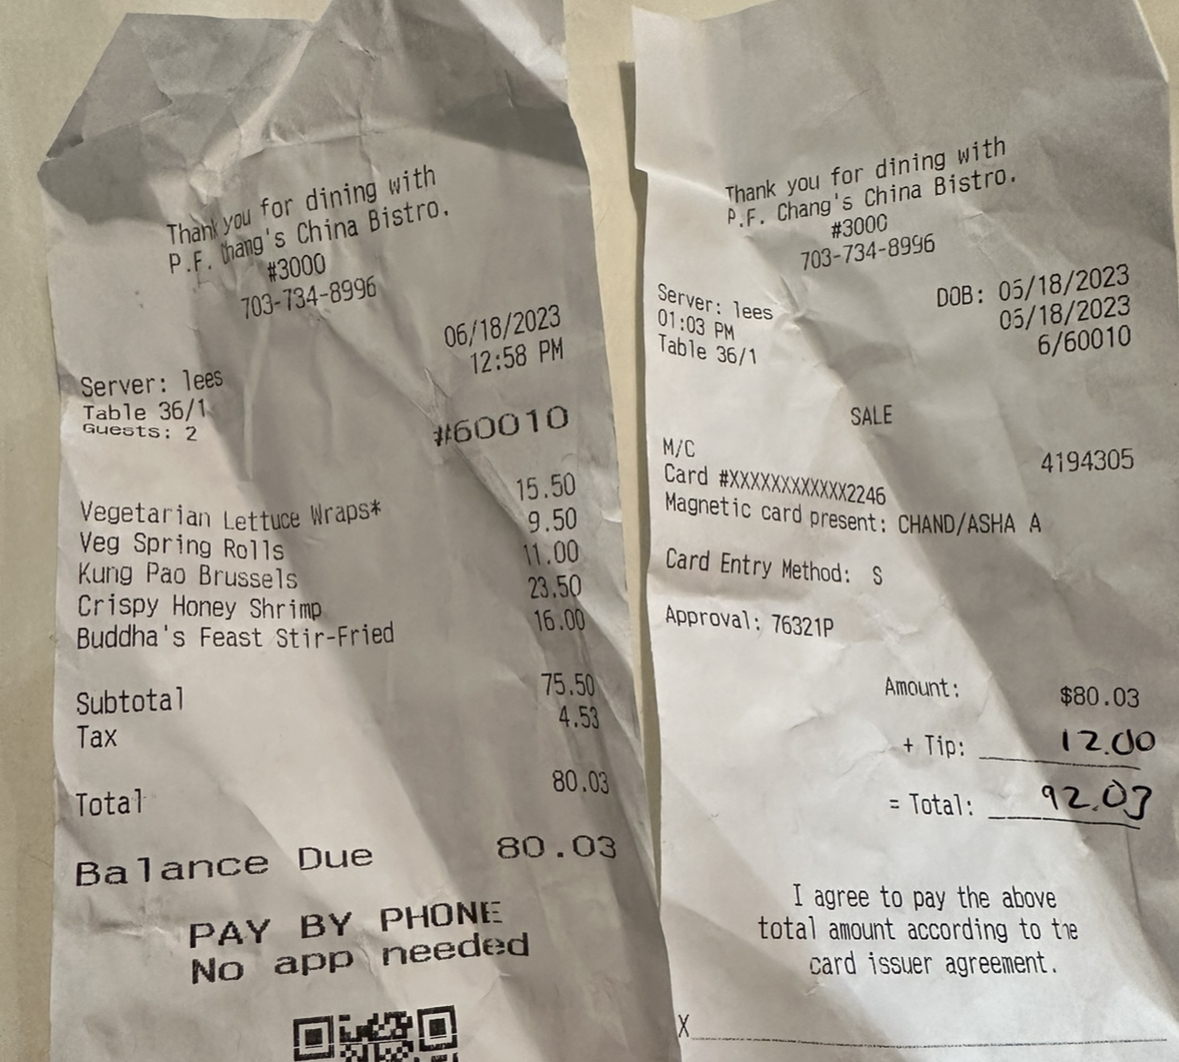 Thank you for dining with
P.F. Chang's China Bistro.
#3000
703-734-8996
06/18/2023
12:58 PM
Server: lees
Table 36/1
Guests: 2
#60010
Vegetarian Lettuce Wraps* 15.50
Veg Spring Rolls 9.50
Kung Pao Brussels 11.00
Crispy Honey Shrimp 23.50
Buddha's Feast Stir-Fried 16.00
Subtotal 75.50
Tax 4.53
Total 80.03
Balance Due 80.03
PAY BY PHONE
No app needed
Thank you for dining with
P.F. Chang's China Bistro.
#3000
703-734-8996
Server: lees DOB: 05/18/2023
01:03 PM 05/18/2023
Table 36/1 6/60010
SALE
M/C 4194305
Card #XXXXXXXXXXXX2246
Magnetic card present: CHAND/ASHA A
Card Entry Method: S
Approval: 76321P
Amount: $80.03
+ Tip: 12.00
= Total: 92.03
I agree to pay the above
total amount according to the
card issuer agreement.
X